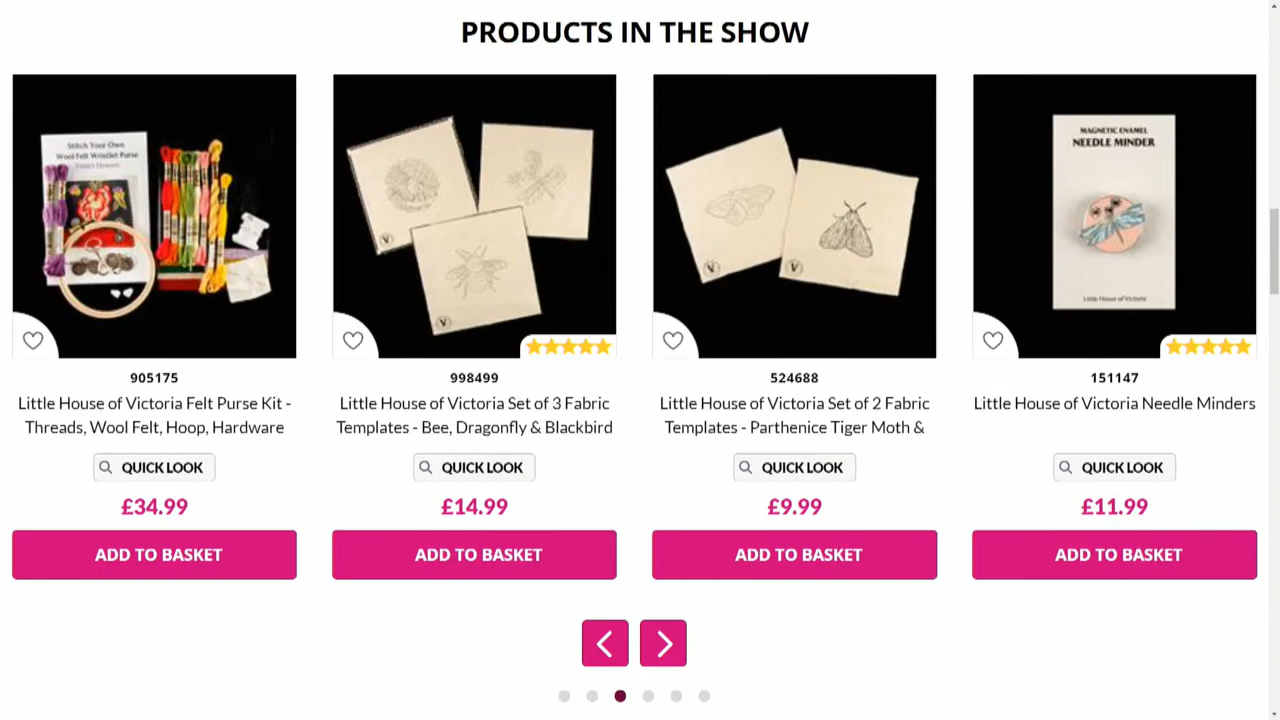 PRODUCTS IN THE SHOW
Stitch Your Own
Wool Felt Wristlet Purse
MAGNETIC ENAMEL
NEEDLE MINDER
Little House of Victoria
V
V
V
V
905175
998499
524688
151147
Little House of Victoria Felt Purse Kit -
Threads, Wool Felt, Hoop, Hardware
Little House of Victoria Set of 3 Fabric
Templates - Bee, Dragonfly & Blackbird
Little House of Victoria Set of 2 Fabric
Templates - Parthenice Tiger Moth &
Little House of Victoria Needle Minders
QUICK LOOK
QUICK LOOK
QUICK LOOK
QUICK LOOK
£34.99
£14.99
£9.99
£11.99
ADD TO BASKET
ADD TO BASKET
ADD TO BASKET
ADD TO BASKET